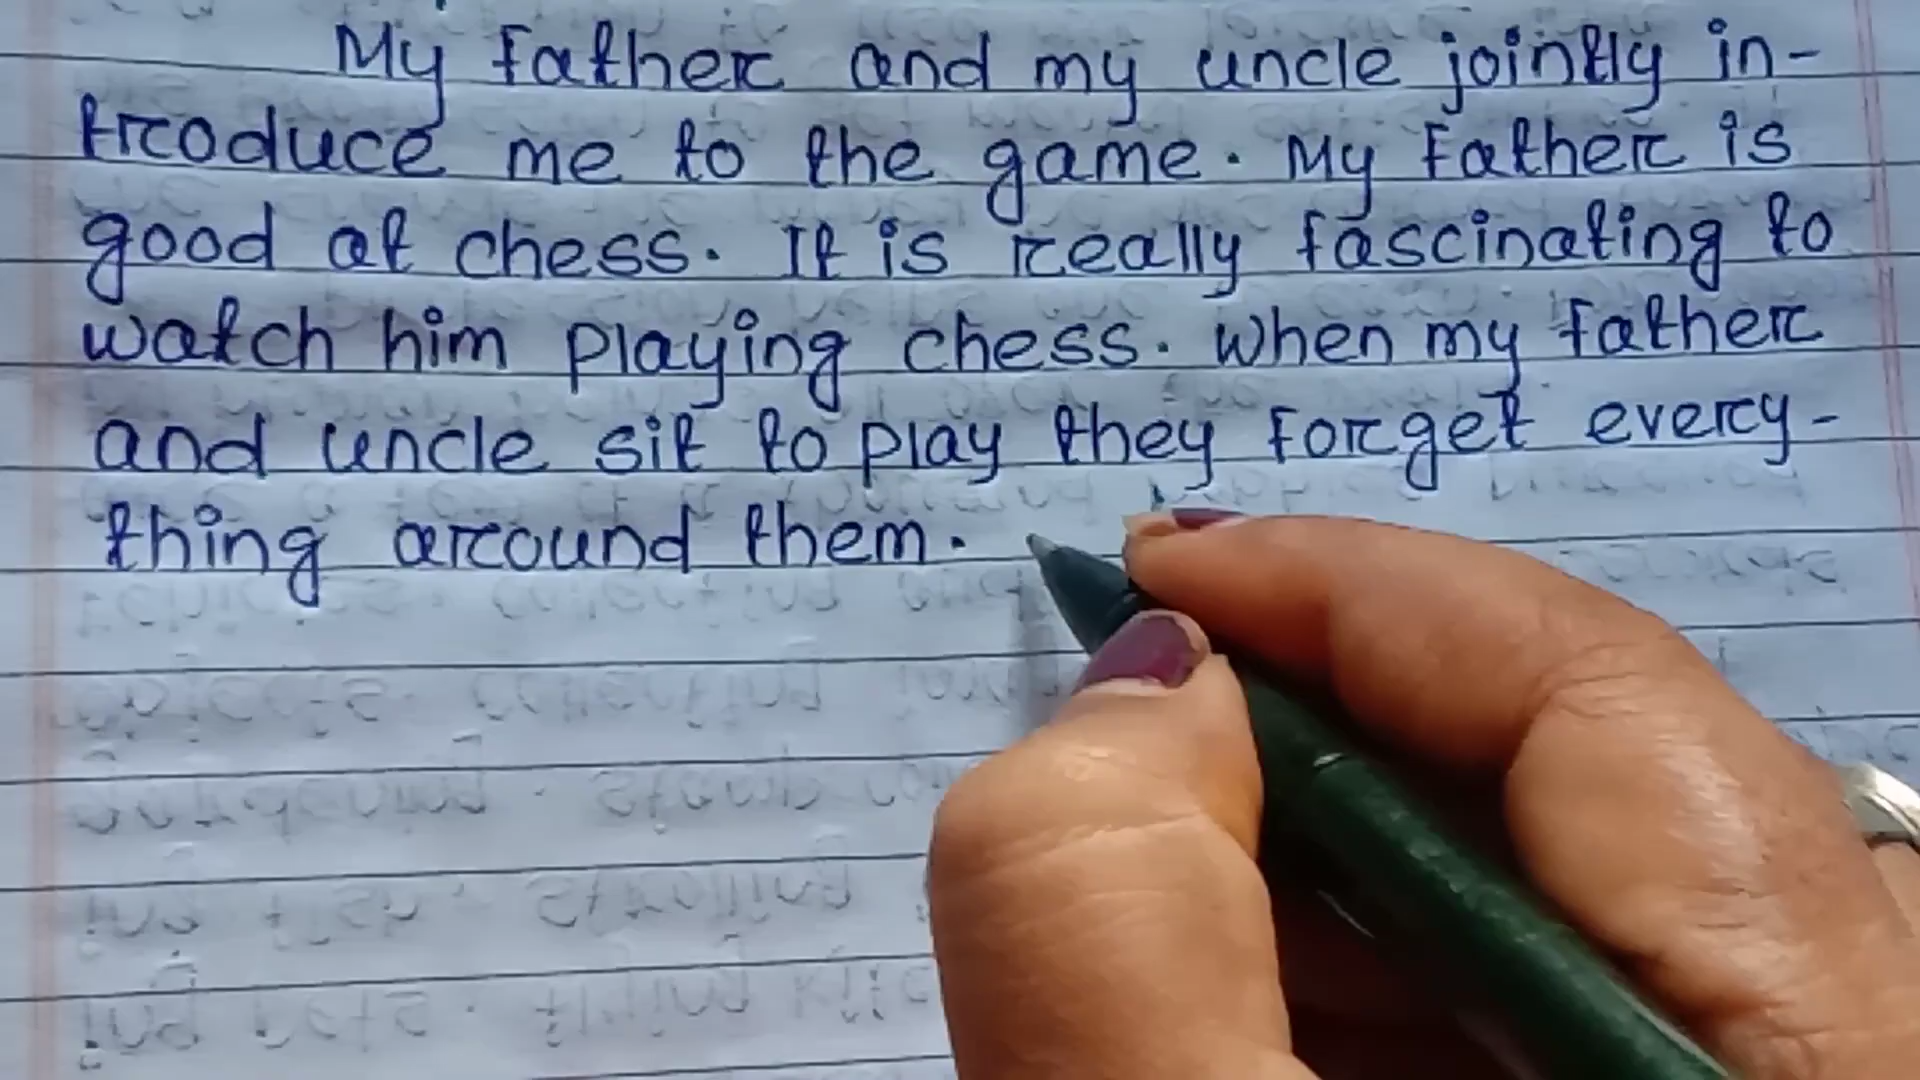 My father and my uncle jointly in-
troduce me to the game. My father is
good at chess. It is really fascinating to
watch him playing chess. When my father
and uncle sit to play they forget every-
thing around them.